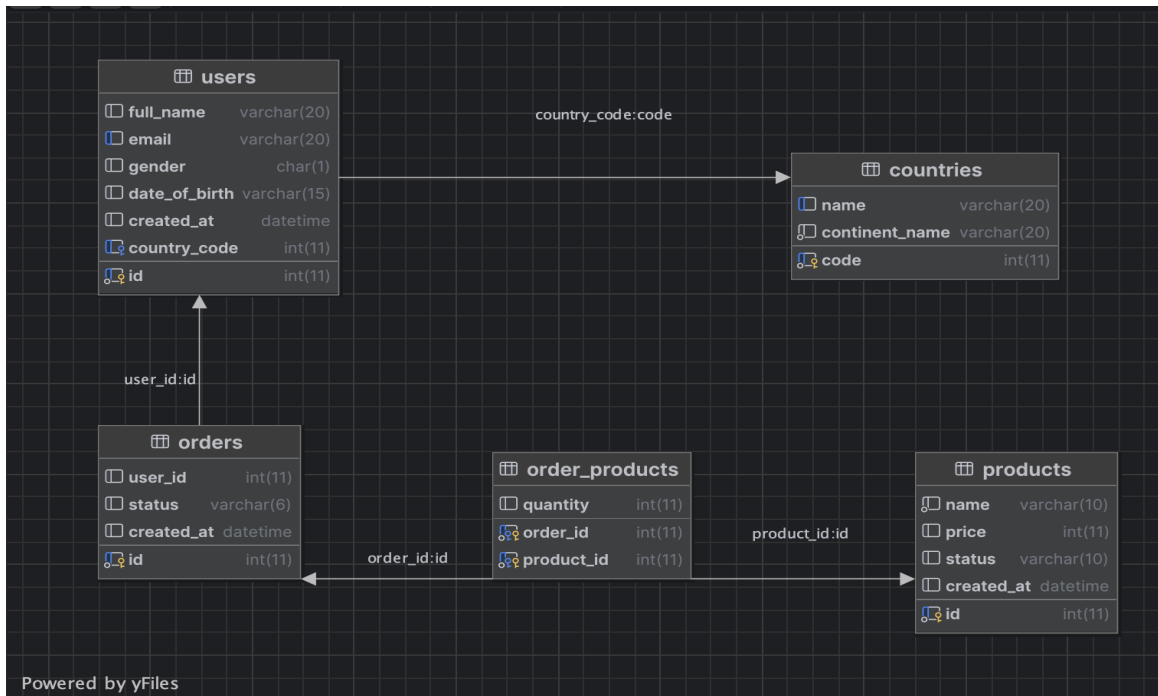 users
full_name varchar(20)
email varchar(20)
gender char(1)
date_of_birth varchar(15)
created_at datetime
country_code int(11)
id int(11)
country_code:code
countries
name varchar(20)
continent_name varchar(20)
code int(11)
user_id:id
orders
user_id int(11)
status varchar(6)
created_at datetime
id int(11)
order_id:id
order_products
quantity int(11)
order_id int(11)
product_id int(11)
product_id:id
products
name varchar(10)
price int(11)
status varchar(10)
created_at datetime
id int(11)
Powered by yFiles